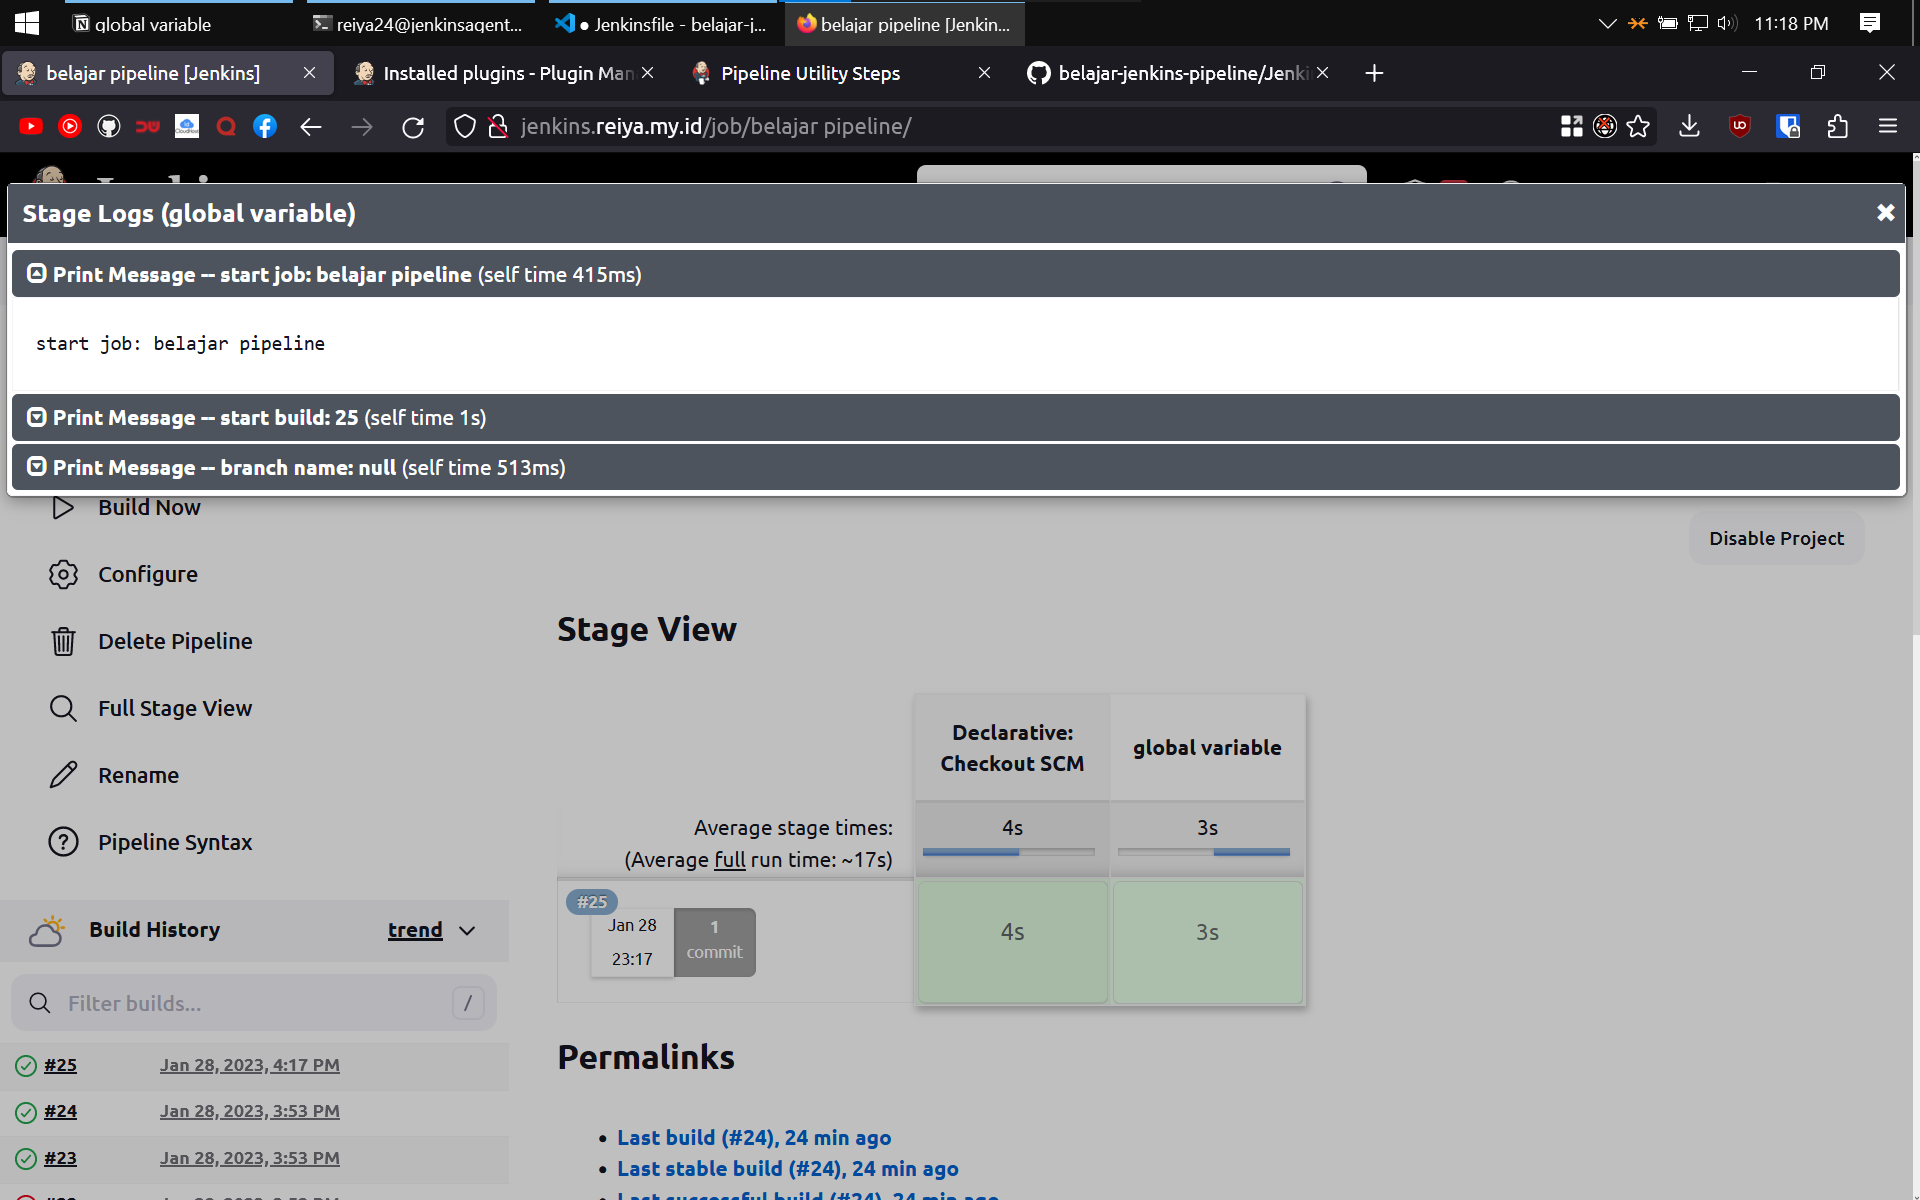 global variable
reiya24@jenkinsagent...
● Jenkinsfile - belajar-j...
belajar pipeline [Jenkin...
11:18 PM
belajar pipeline [Jenkins]
Installed plugins - Plugin Man
Pipeline Utility Steps
belajar-jenkins-pipeline/Jenki
jenkins.reiya.my.id/job/belajar pipeline/
Stage Logs (global variable)
Print Message -- start job: belajar pipeline (self time 415ms)
start job: belajar pipeline
Print Message -- start build: 25 (self time 1s)
Print Message -- branch name: null (self time 513ms)
Build Now
Disable Project
Configure
Delete Pipeline
Full Stage View
Rename
Pipeline Syntax
Stage View
Declarative:
Checkout SCM
global variable
Average stage times:
(Average full run time: ~17s)
4s
3s
#25
Jan 28
23:17
1
commit
4s
3s
Build History
trend
Filter builds...
/
#25
Jan 28, 2023, 4:17 PM
#24
Jan 28, 2023, 3:53 PM
#23
Jan 28, 2023, 3:53 PM
Permalinks
Last build (#24), 24 min ago
Last stable build (#24), 24 min ago
Last successful build (#24), 24 min ago